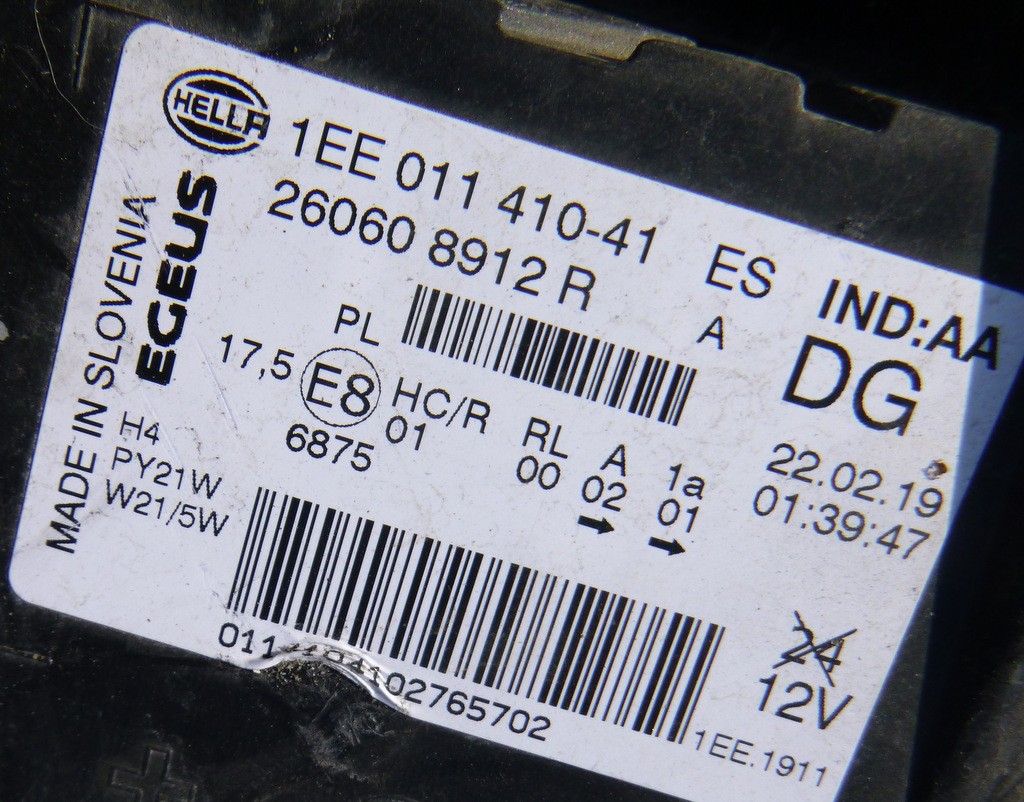 HELLA
1EE 011 410-41 ES IND:AA
26060 8912 R A DG
EGEUS
MADE IN SLOVENIA
PL
17,5 E8 HC/R RL A 1a 22.02.19
6875 01 00 02 01 01:39:47
→ →
H4
PY21W
W21/5W
24
12V
1EE.1911